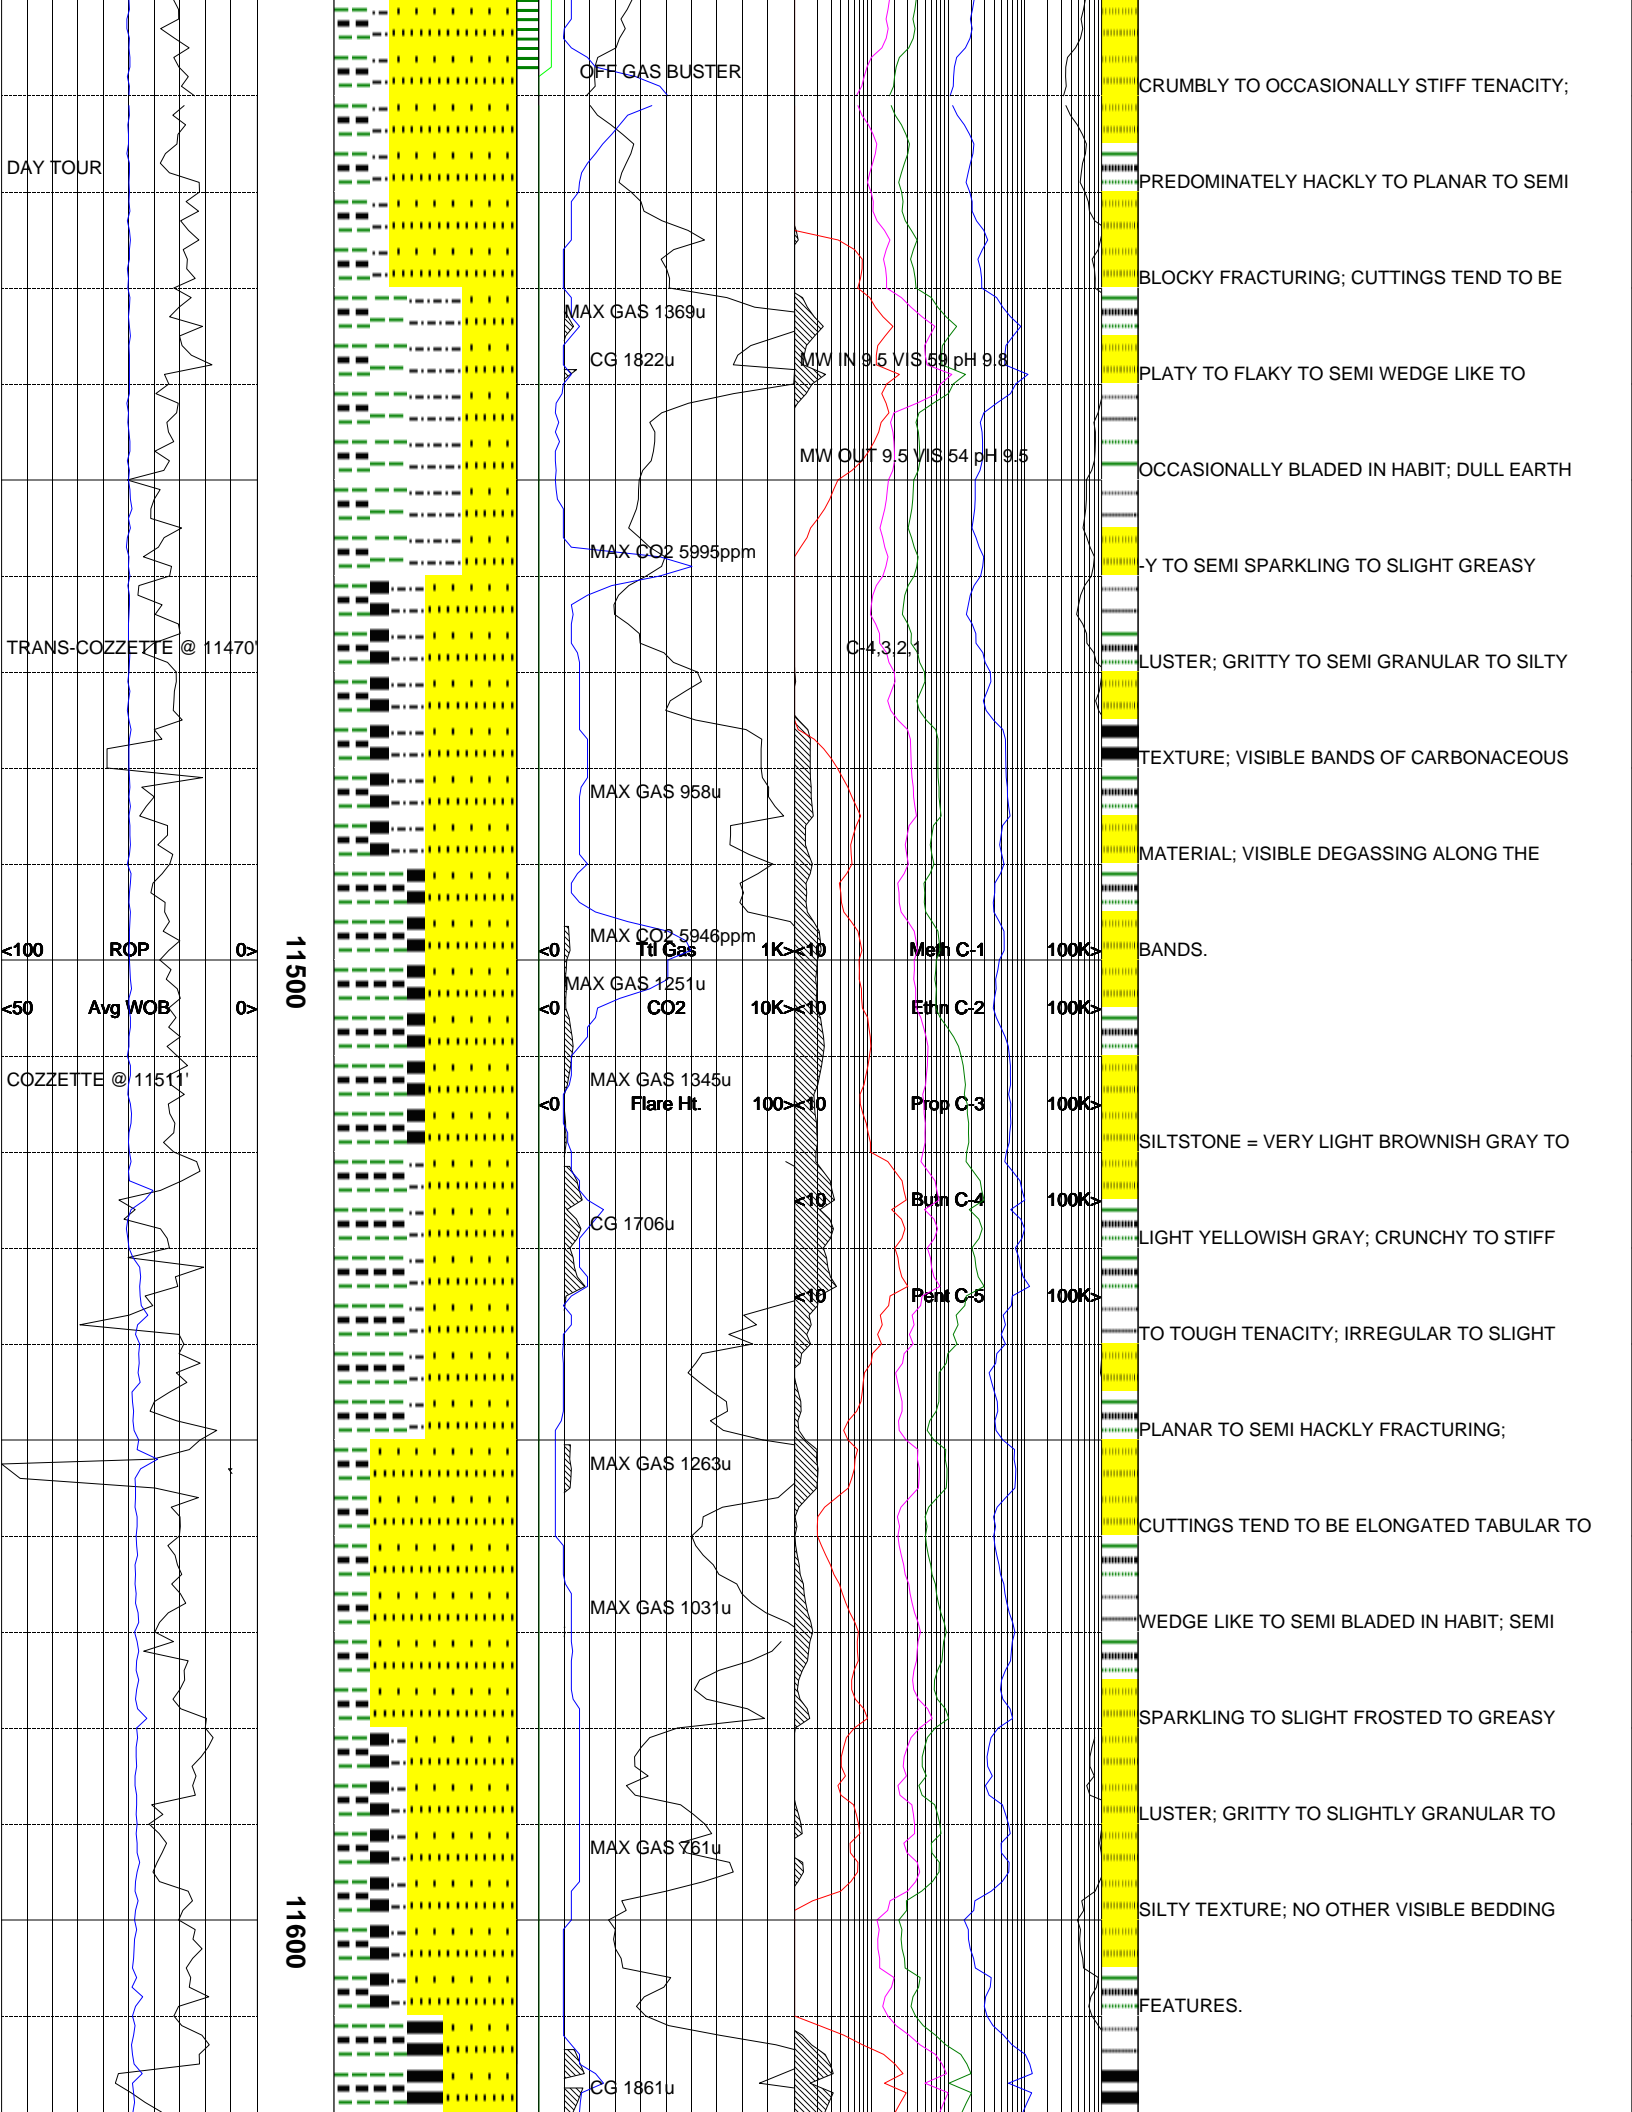 OFF GAS BUSTER
CRUMBLY TO OCCASIONALLY STIFF TENACITY;
DAY TOUR
PREDOMINATELY HACKLY TO PLANAR TO SEMI
BLOCKY FRACTURING; CUTTINGS TEND TO BE
MAX GAS 1369u
CG 1822u
MW IN 9.5 VIS 59 pH 9.8
PLATY TO FLAKY TO SEMI WEDGE LIKE TO
MW OUT 9.5 VIS 54 pH 9.5
OCCASIONALLY BLADED IN HABIT; DULL EARTH
MAX CO2 5995ppm
-Y TO SEMI SPARKLING TO SLIGHT GREASY
TRANS-COZZETTE @ 11470'
C-4,3,2,1
LUSTER; GRITTY TO SEMI GRANULAR TO SILTY
TEXTURE; VISIBLE BANDS OF CARBONACEOUS
MAX GAS 958u
MATERIAL; VISIBLE DEGASSING ALONG THE
MAX CO2 5946ppm
<100 ROP 0>
11500
<0 Ttl Gas 1K>
<10 Meth C-1 100K>
BANDS.
MAX GAS 1251u
<50 Avg WOB 0>
<0 CO2 10K>
<10 Ethn C-2 100K>
COZZETTE @ 11511'
MAX GAS 1345u
<0 Flare Ht. 100>
<10 Prop C-3 100K>
SILTSTONE = VERY LIGHT BROWNISH GRAY TO
<10 Butn C-4 100K>
CG 1706u
LIGHT YELLOWISH GRAY; CRUNCHY TO STIFF
<10 Pent C-5 100K>
TO TOUGH TENACITY; IRREGULAR TO SLIGHT
PLANAR TO SEMI HACKLY FRACTURING;
MAX GAS 1263u
CUTTINGS TEND TO BE ELONGATED TABULAR TO
MAX GAS 1031u
WEDGE LIKE TO SEMI BLADED IN HABIT; SEMI
SPARKLING TO SLIGHT FROSTED TO GREASY
LUSTER; GRITTY TO SLIGHTLY GRANULAR TO
MAX GAS 761u
11600
SILTY TEXTURE; NO OTHER VISIBLE BEDDING
FEATURES.
CG 1861u